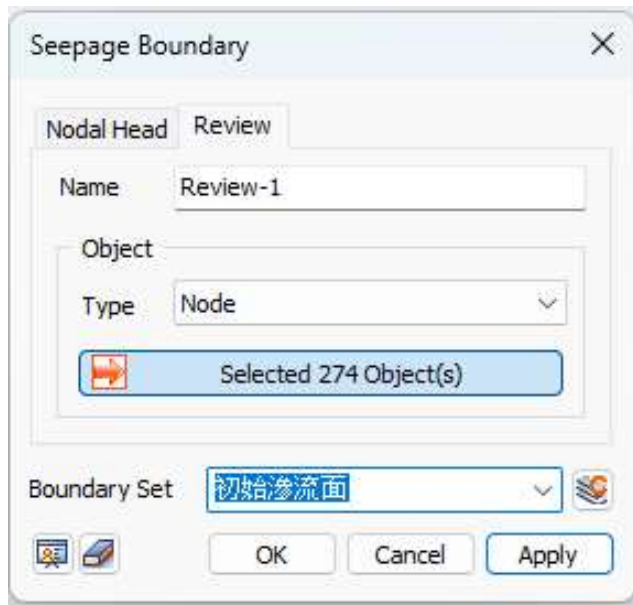 Seepage Boundary
Nodal Head Review
Name Review-1
Object
Type Node
Selected 274 Object(s)
Boundary Set 初始滲流面
OK Cancel Apply